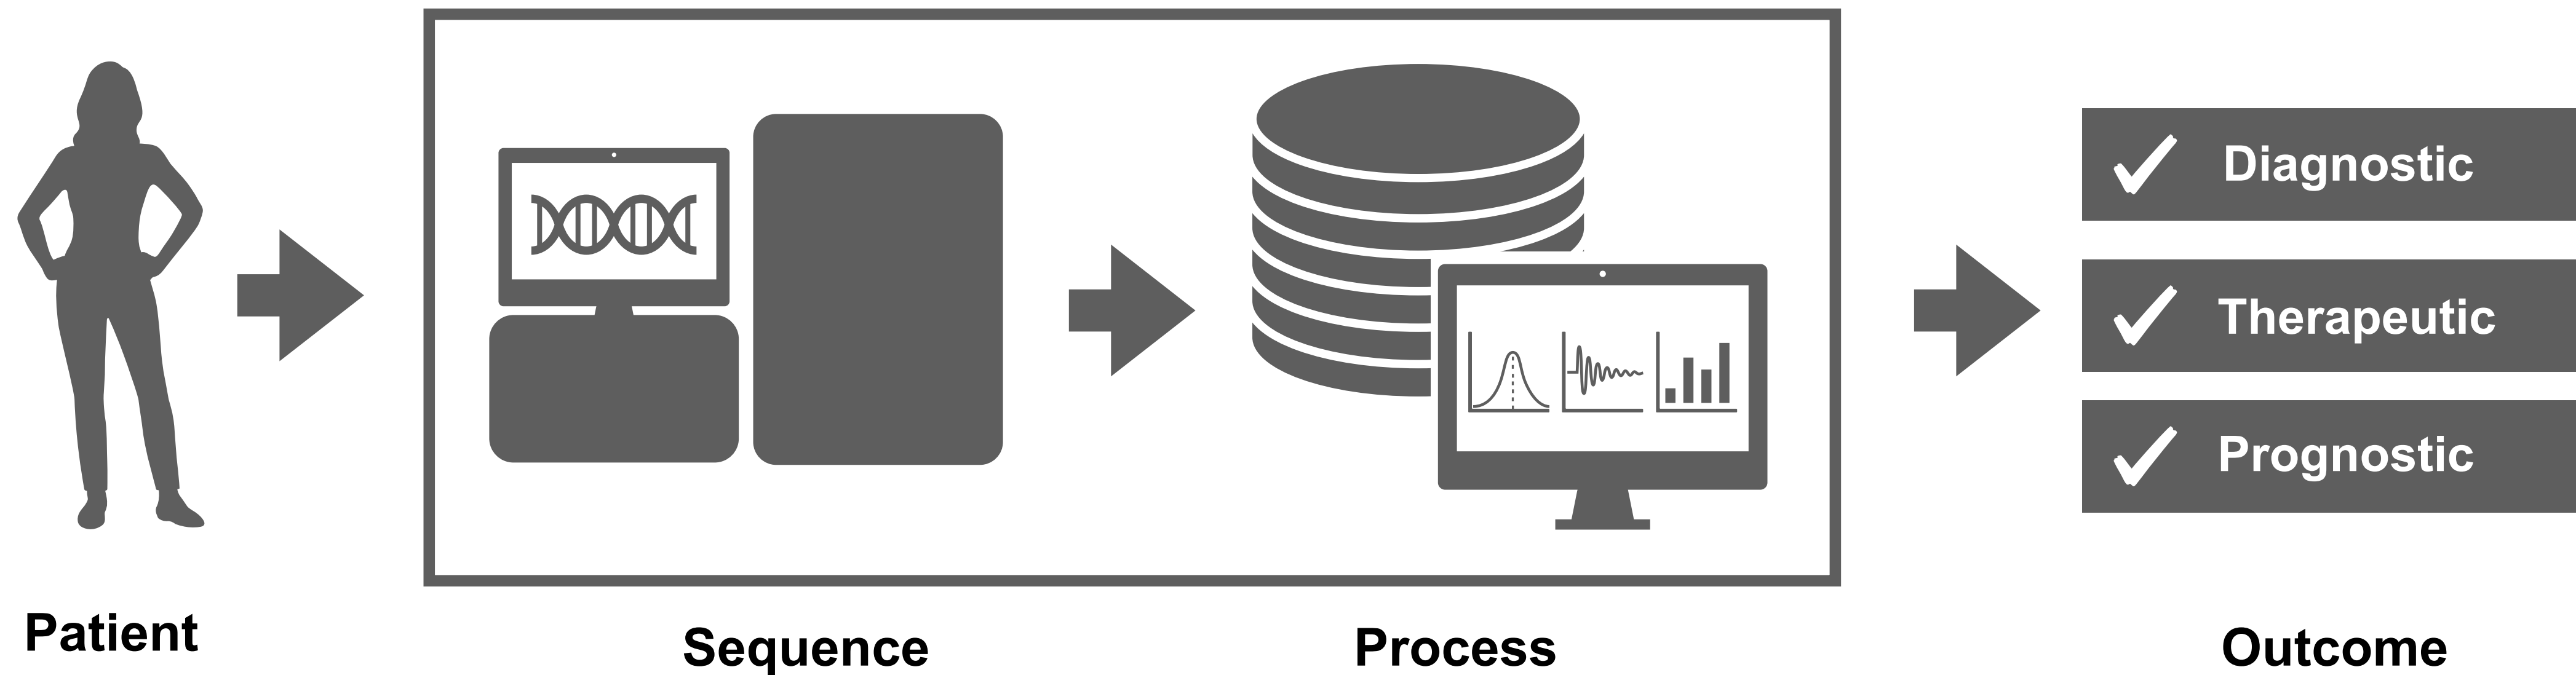 Diagnostic
Therapeutic
Prognostic
Patient
Sequence
Process
Outcome